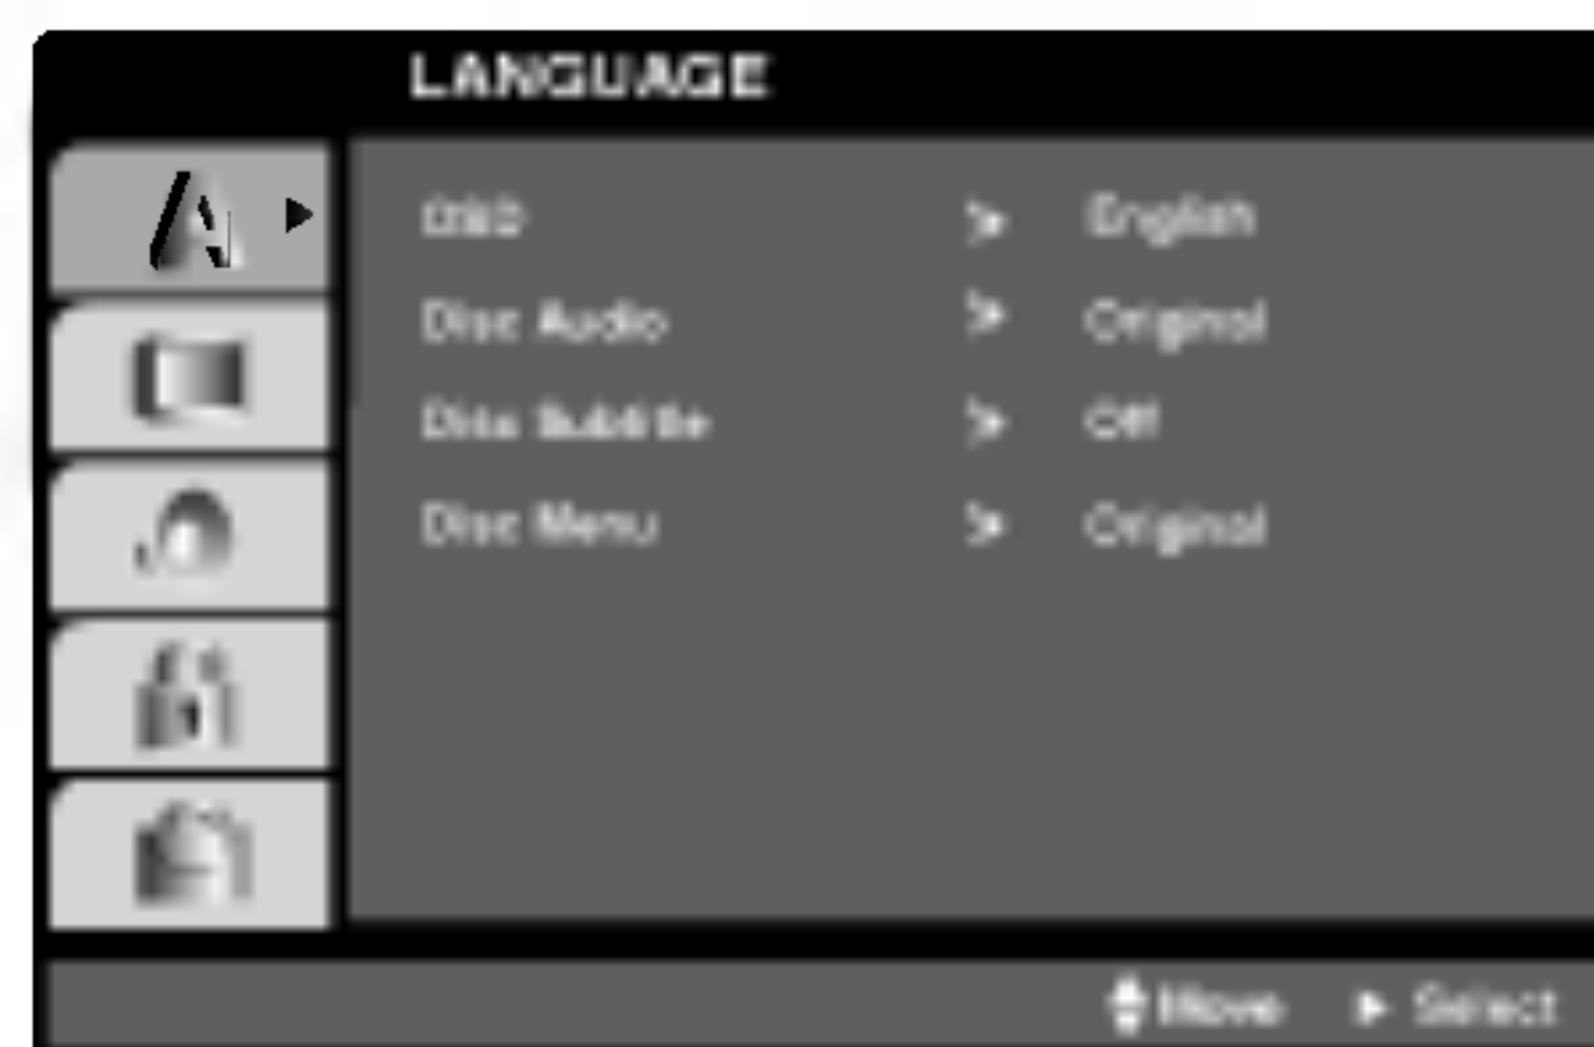 LANGUAGE
OSD > English
Disc Audio > Original
Disc Subtitle > Off
Disc Menu > Original
Move ▶ Select